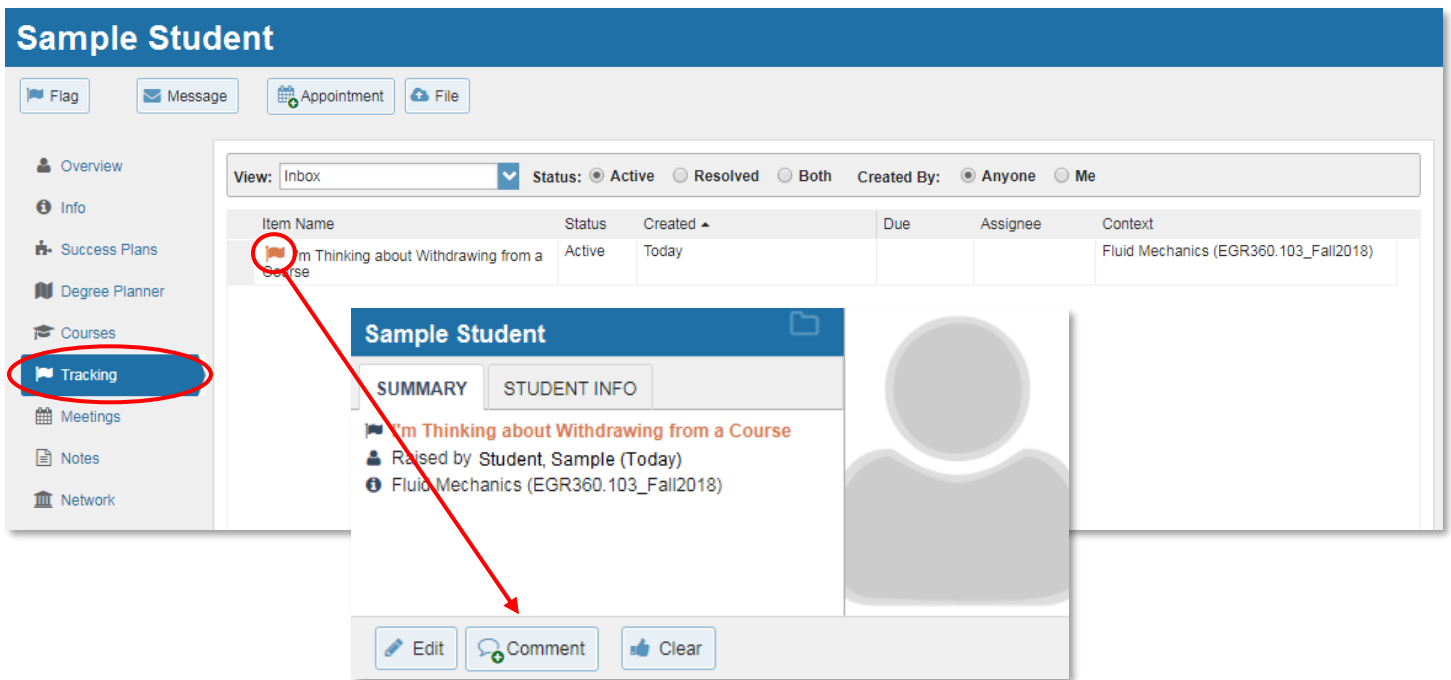 Sample Student
Flag Message Appointment File
Overview
Info
Success Plans
Degree Planner
Courses
Tracking
Meetings
Notes
Network
View: Inbox Status: Active Resolved Both Created By: Anyone Me
Item Name Status Created Due Assignee Context
I'm Thinking about Withdrawing from a Active Today Fluid Mechanics (EGR360.103_Fall2018)
Course
Sample Student
SUMMARY STUDENT INFO
I'm Thinking about Withdrawing from a Course
Raised by Student, Sample (Today)
Fluid Mechanics (EGR360.103_Fall2018)
Edit Comment Clear